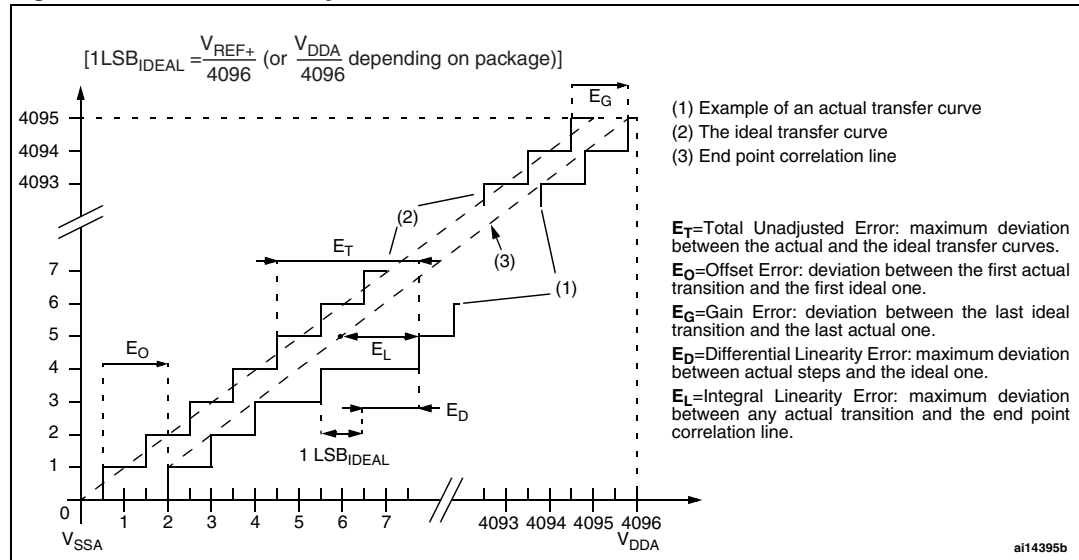 [1LSB_IDEAL = V_REF+ / 4096 (or V_DDA / 4096 depending on package)]
E_G
4095
4094
4093
(1) Example of an actual transfer curve
(2) The ideal transfer curve
(3) End point correlation line
(2)
E_T
(3)
(1)
7
6
5
4
3
2
1
0
E_O
E_L
E_D
1 LSB_IDEAL
E_T=Total Unadjusted Error: maximum deviation
between the actual and the ideal transfer curves.
E_O=Offset Error: deviation between the first actual
transition and the first ideal one.
E_G=Gain Error: deviation between the last ideal
transition and the last actual one.
E_D=Differential Linearity Error: maximum deviation
between actual steps and the ideal one.
E_L=Integral Linearity Error: maximum deviation
between any actual transition and the end point
correlation line.
1 2 3 4 5 6 7 4093 4094 4095 4096
V_SSA
V_DDA
ai14395b